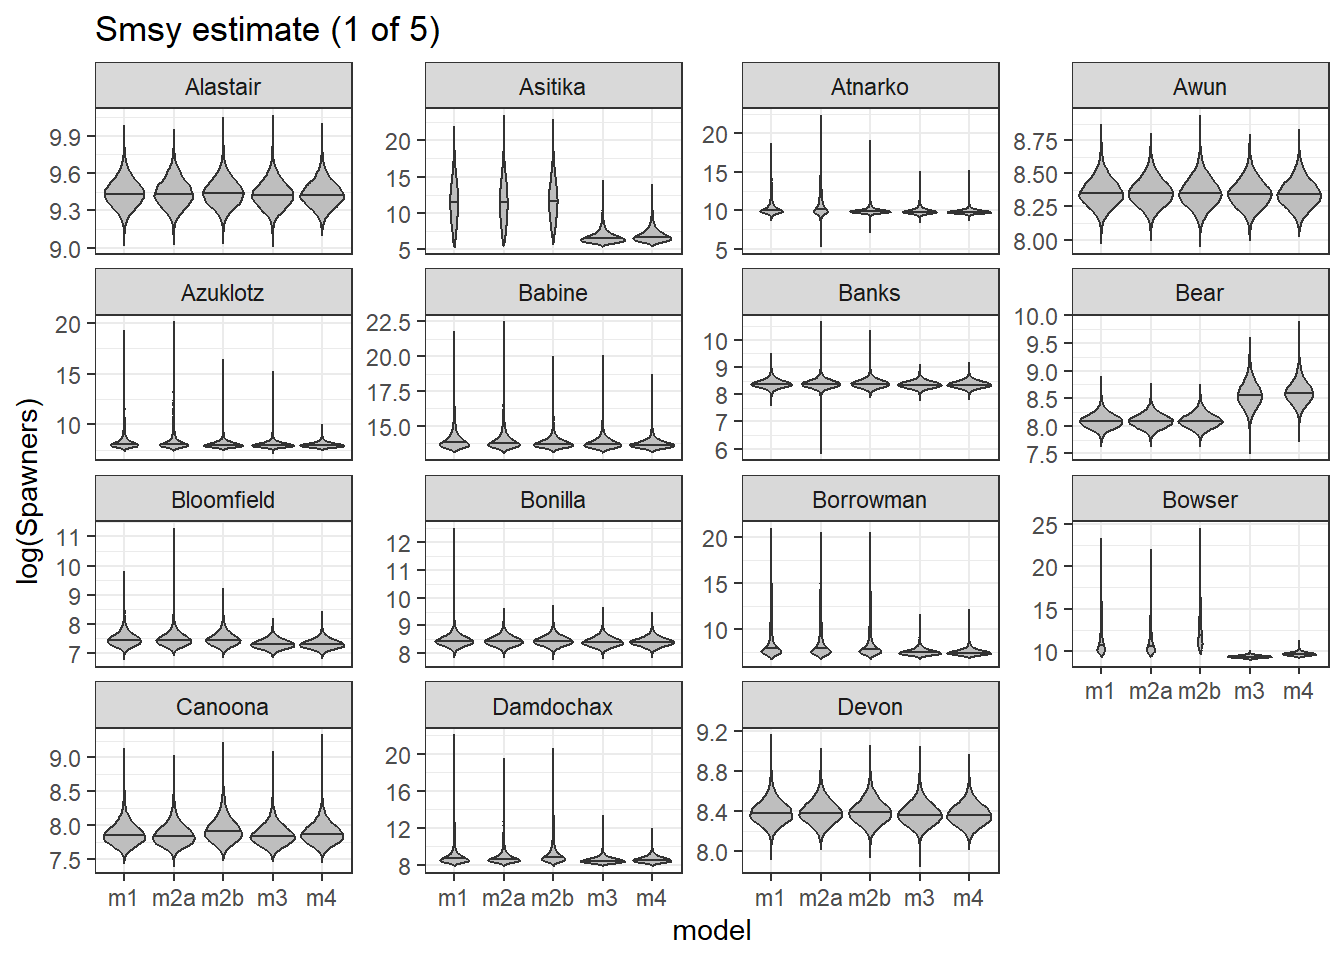 Smsy estimate (1 of 5)
Alastair
Asitika
Atnarko
Awun
9.9
9.6
9.3
9.0
20
15
10
5
20
15
10
5
8.75
8.50
8.25
8.00
Azuklotz
Babine
Banks
Bear
20
15
10
22.5
20.0
17.5
15.0
10
9
8
7
6
10.0
9.5
9.0
8.5
8.0
7.5
Bloomfield
Bonilla
Borrowman
Bowser
11
10
9
8
7
12
11
10
9
8
20
15
10
25
20
15
10
m1 m2a m2b m3 m4
Canoona
Damdochax
Devon
9.0
8.5
8.0
7.5
20
16
12
8
9.2
8.8
8.4
8.0
m1 m2a m2b m3 m4
m1 m2a m2b m3 m4
m1 m2a m2b m3 m4
model
log(Spawners)